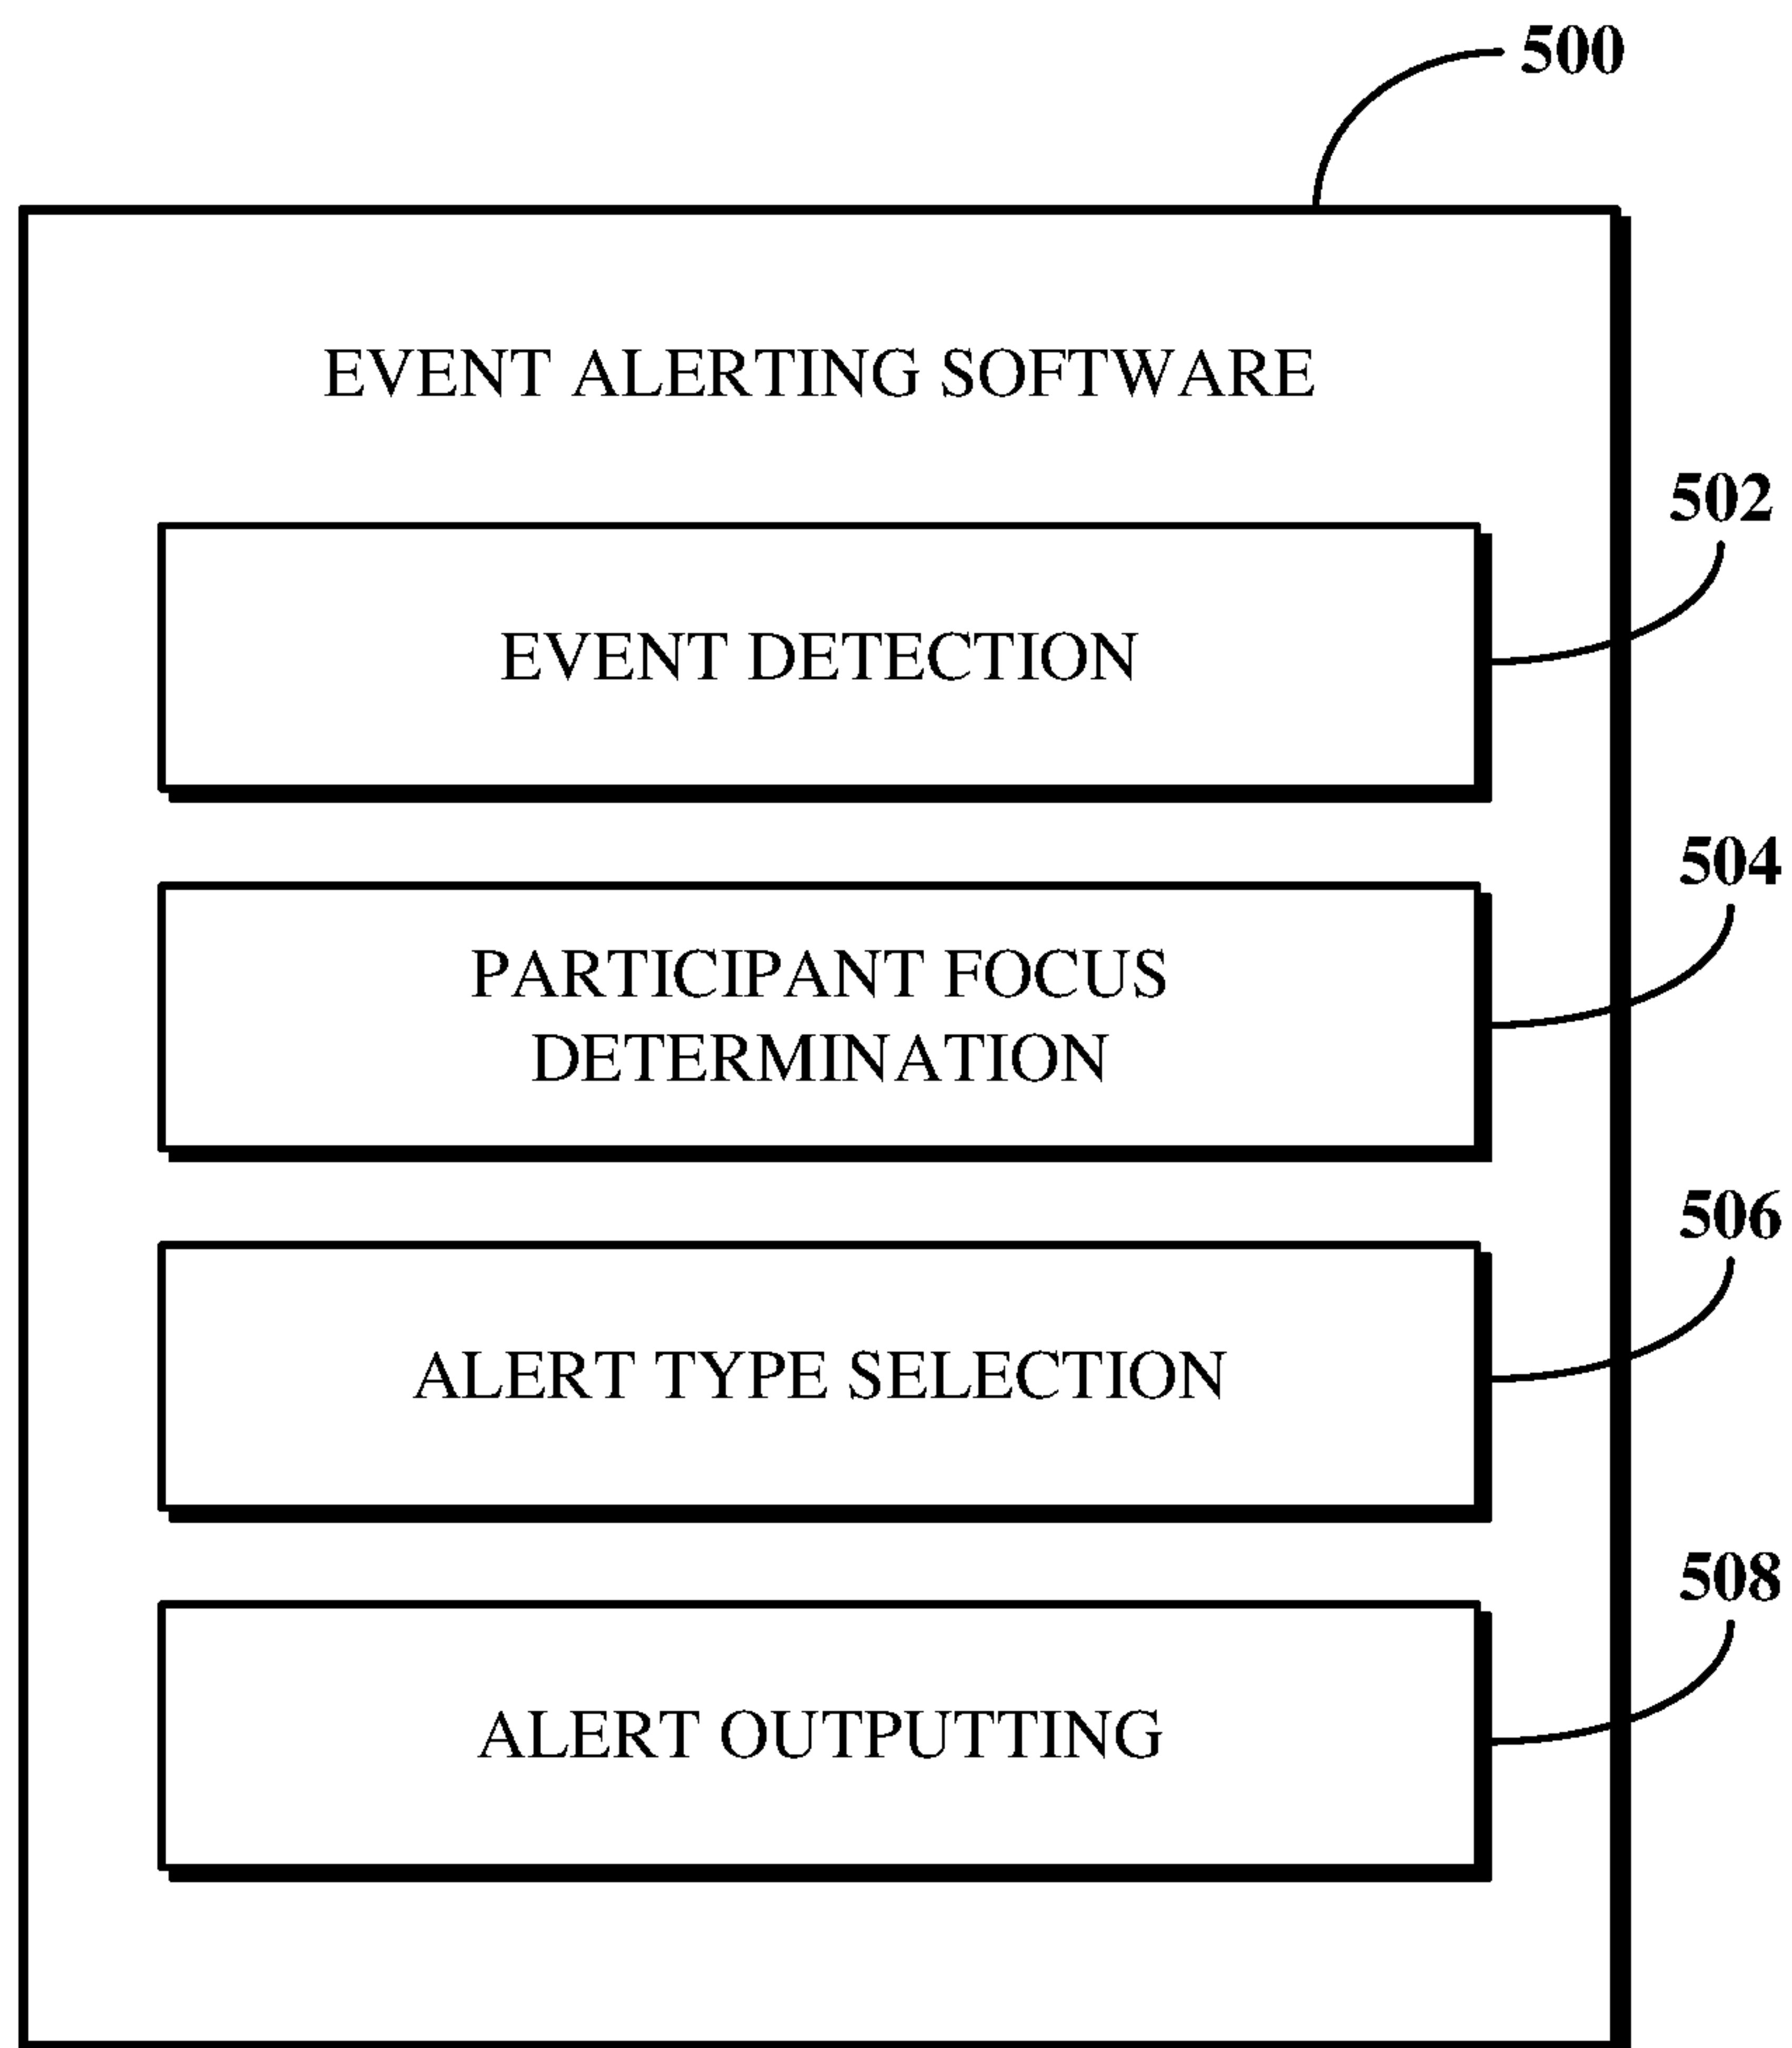 500
EVENT ALERTING SOFTWARE
502
EVENT DETECTION
504
PARTICIPANT FOCUS
DETERMINATION
506
ALERT TYPE SELECTION
508
ALERT OUTPUTTING